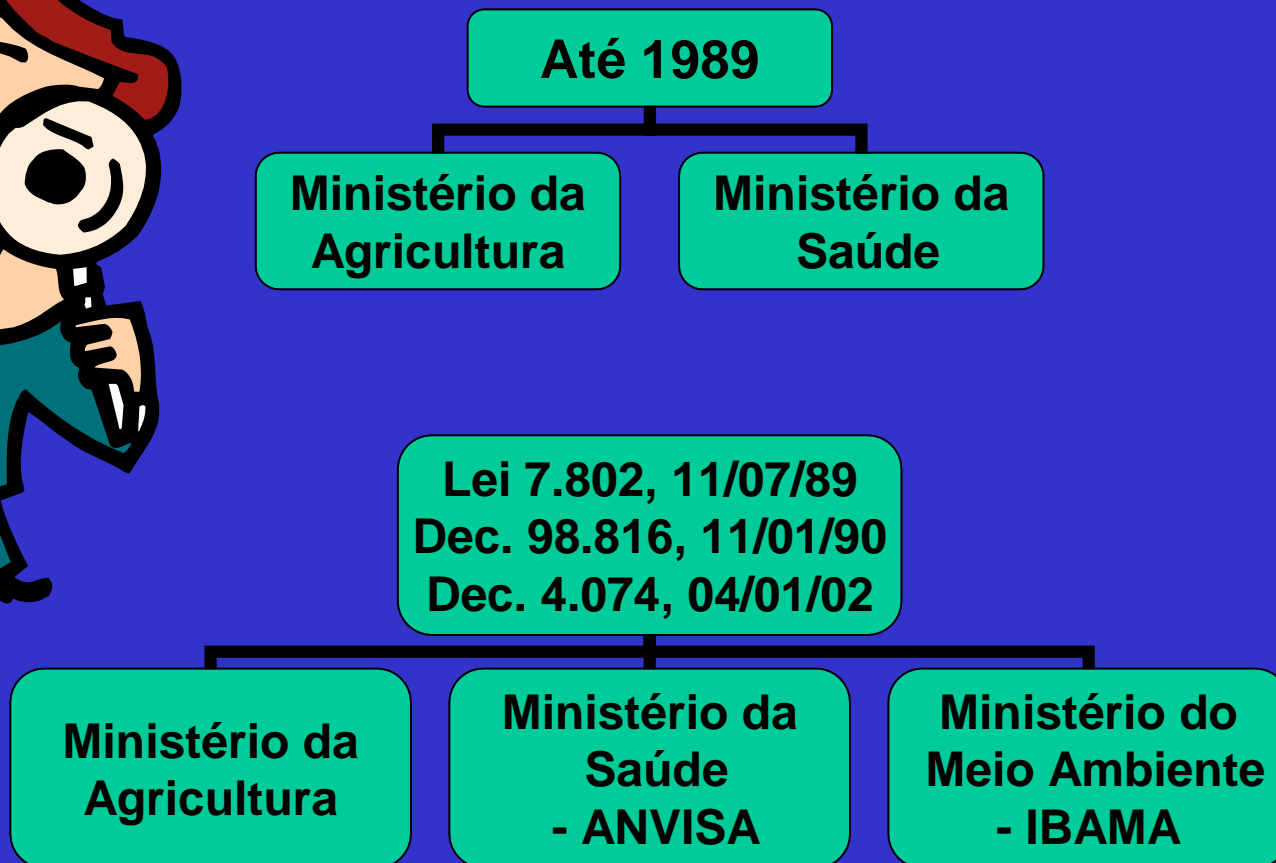 Até 1989
Ministério da
Agricultura
Ministério da
Saúde
Lei 7.802, 11/07/89
Dec. 98.816, 11/01/90
Dec. 4.074, 04/01/02
Ministério da
Agricultura
Ministério da
Saúde
- ANVISA
Ministério do
Meio Ambiente
- IBAMA